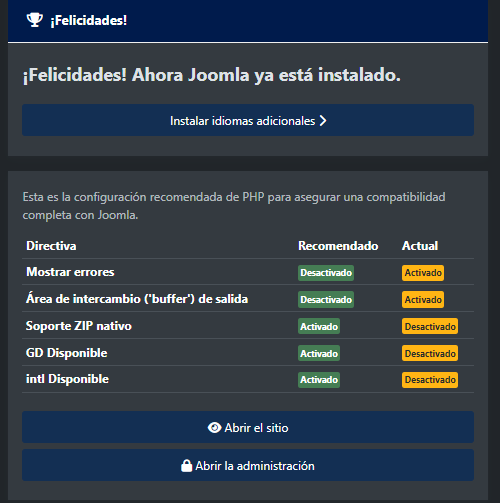 ¡Felicidades!
¡Felicidades! Ahora Joomla ya está instalado.
Instalar idiomas adicionales
Esta es la configuración recomendada de PHP para asegurar una compatibilidad
completa con Joomla.
Directiva Recomendado Actual
Mostrar errores Desactivado Activado
Área de intercambio ('buffer') de salida Desactivado Activado
Soporte ZIP nativo Activado Desactivado
GD Disponible Activado Desactivado
intl Disponible Activado Desactivado
Abrir el sitio
Abrir la administración